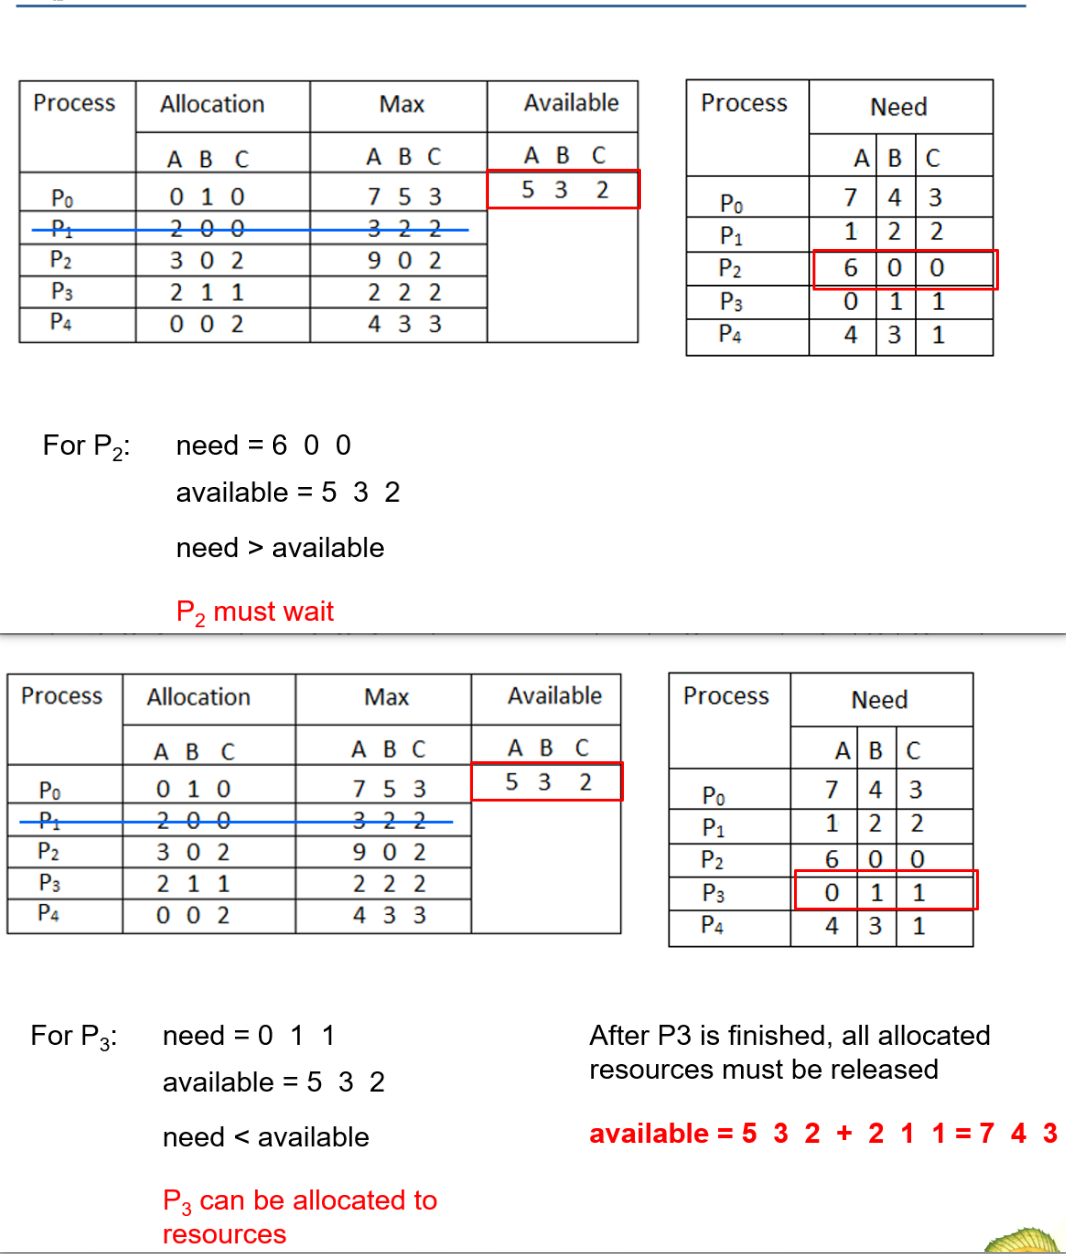 Process Allocation Max Available
A B C A B C A B C
P0 0 1 0 7 5 3 5 3 2
P1 2 0 0 3 2 2
P2 3 0 2 9 0 2
P3 2 1 1 2 2 2
P4 0 0 2 4 3 3
Process Need
A B C
P0 7 4 3
P1 1 2 2
P2 6 0 0
P3 0 1 1
P4 4 3 1
For P2: need = 6 0 0
available = 5 3 2
need > available
P2 must wait
Process Allocation Max Available
A B C A B C A B C
P0 0 1 0 7 5 3 5 3 2
P1 2 0 0 3 2 2
P2 3 0 2 9 0 2
P3 2 1 1 2 2 2
P4 0 0 2 4 3 3
Process Need
A B C
P0 7 4 3
P1 1 2 2
P2 6 0 0
P3 0 1 1
P4 4 3 1
For P3: need = 0 1 1
available = 5 3 2
need < available
P3 can be allocated to
resources
After P3 is finished, all allocated
resources must be released
available = 5 3 2 + 2 1 1 = 7 4 3